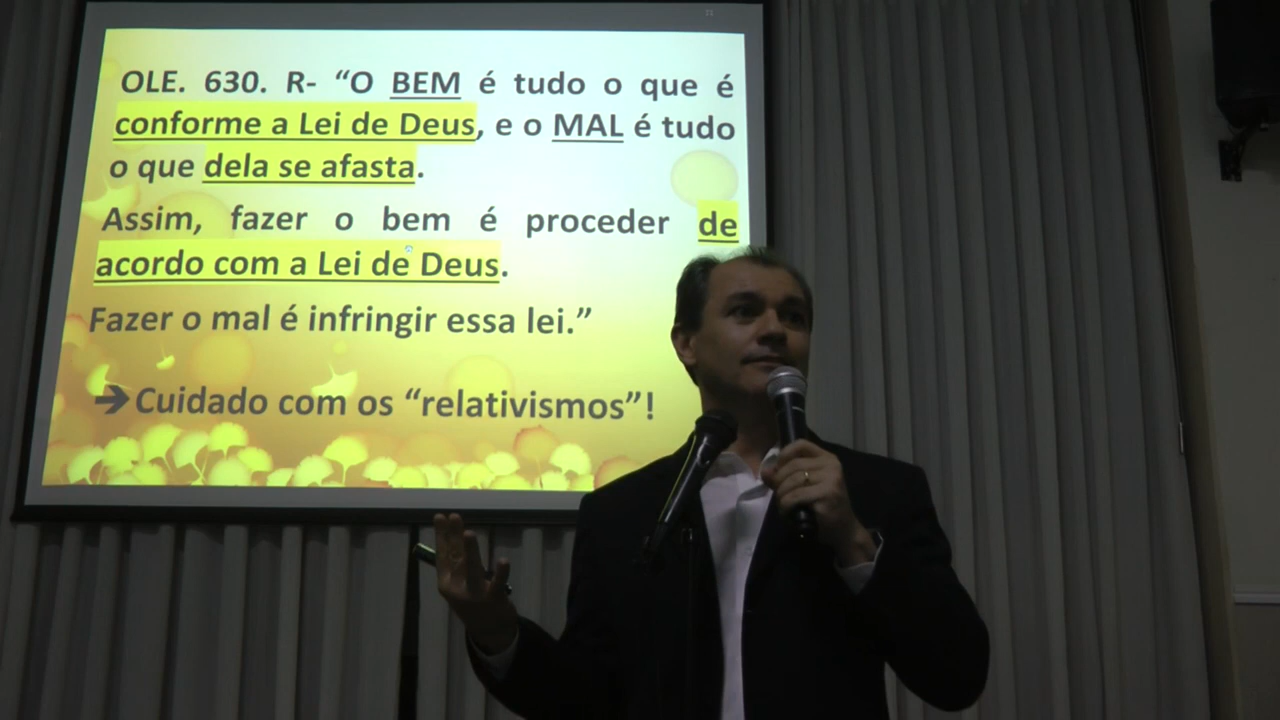 OLE. 630. R- “O BEM é tudo o que é
conforme a Lei de Deus, e o MAL é tudo
o que dela se afasta.
Assim, fazer o bem é proceder de
acordo com a Lei de Deus.
Fazer o mal é infringir essa lei.”
➔Cuidado com os “relativismos”!